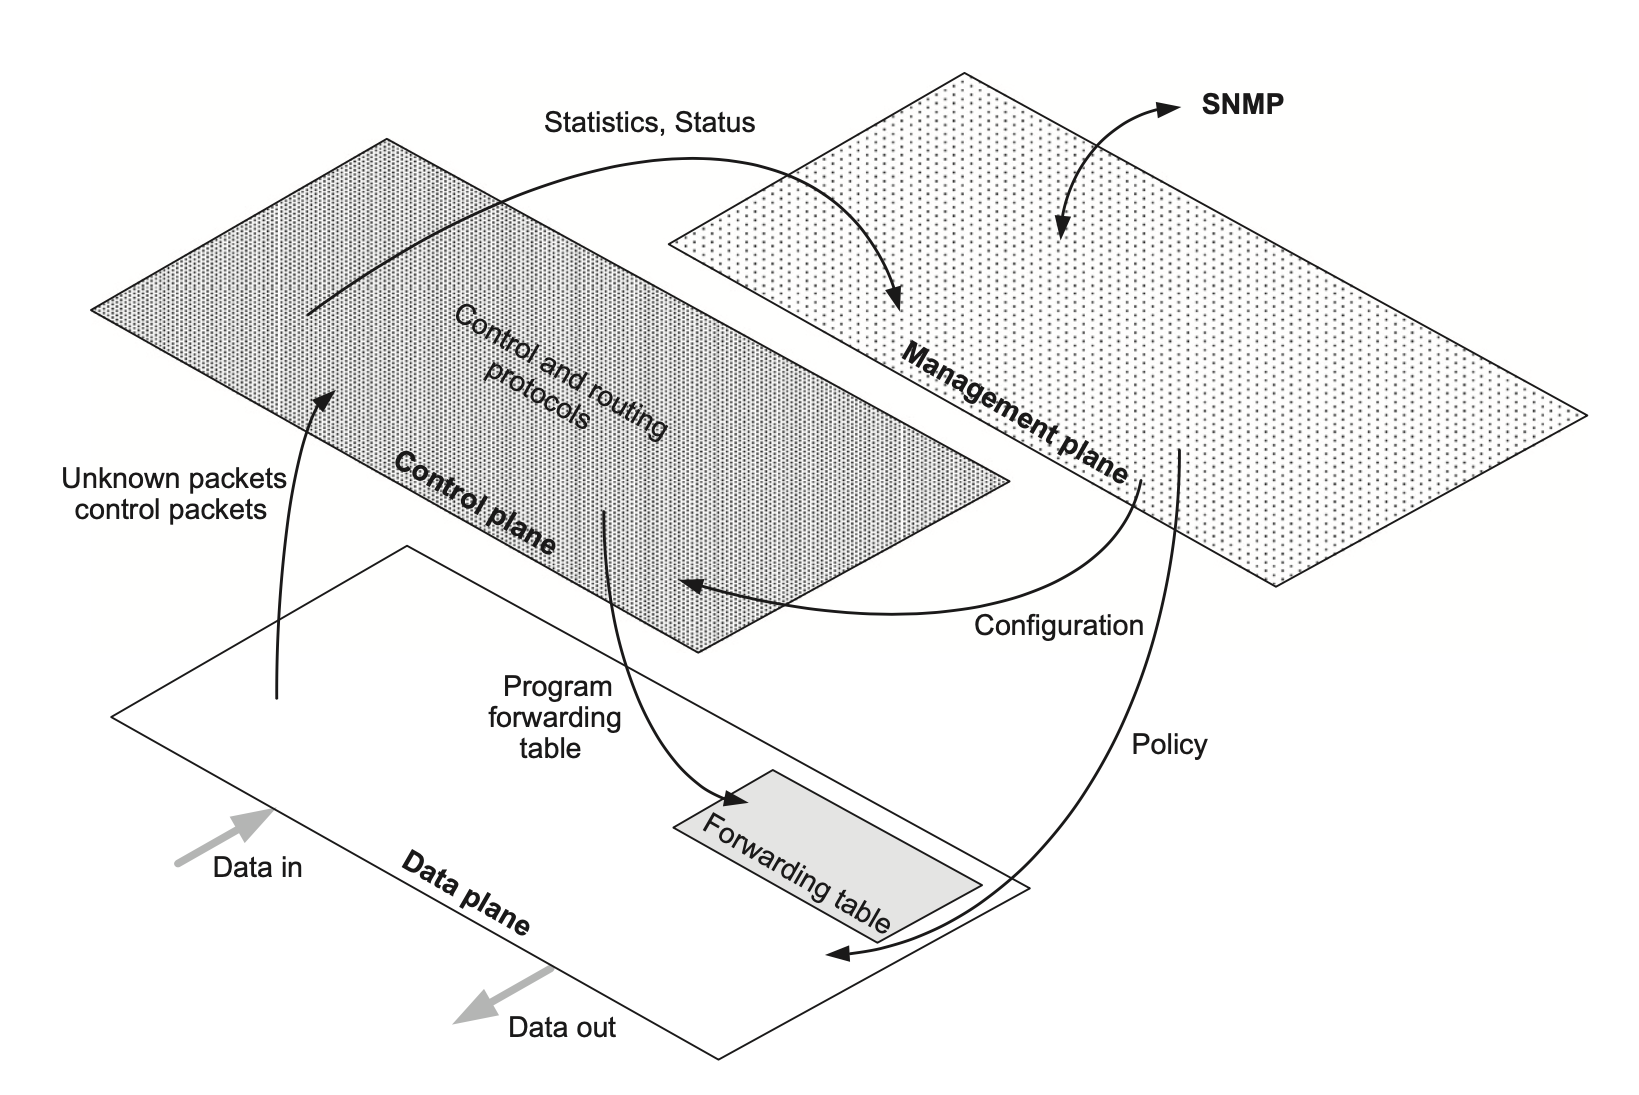 SNMP
Statistics, Status
Control and routing
protocols
Management plane
Control plane
Unknown packets
control packets
Configuration
Program
forwarding
table
Policy
Forwarding table
Data in
Data plane
Data out